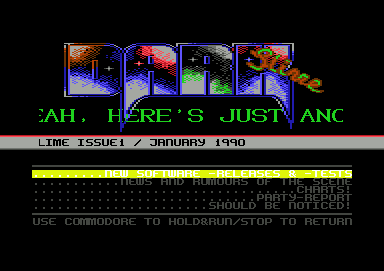 Slime
EAH, HERE'S JUST ANO
LIME ISSUE1 / JANUARY 1990
..........NEW SOFTWARE -RELEASES & -TESTS
............NEWS AND RUMOURS OF THE SCENE
...................................CHARTS!
..............................PARTY-REPORT
.........................SHOULD BE NOTICED!
USE COMMODORE TO HOLD&RUN/STOP TO RETURN